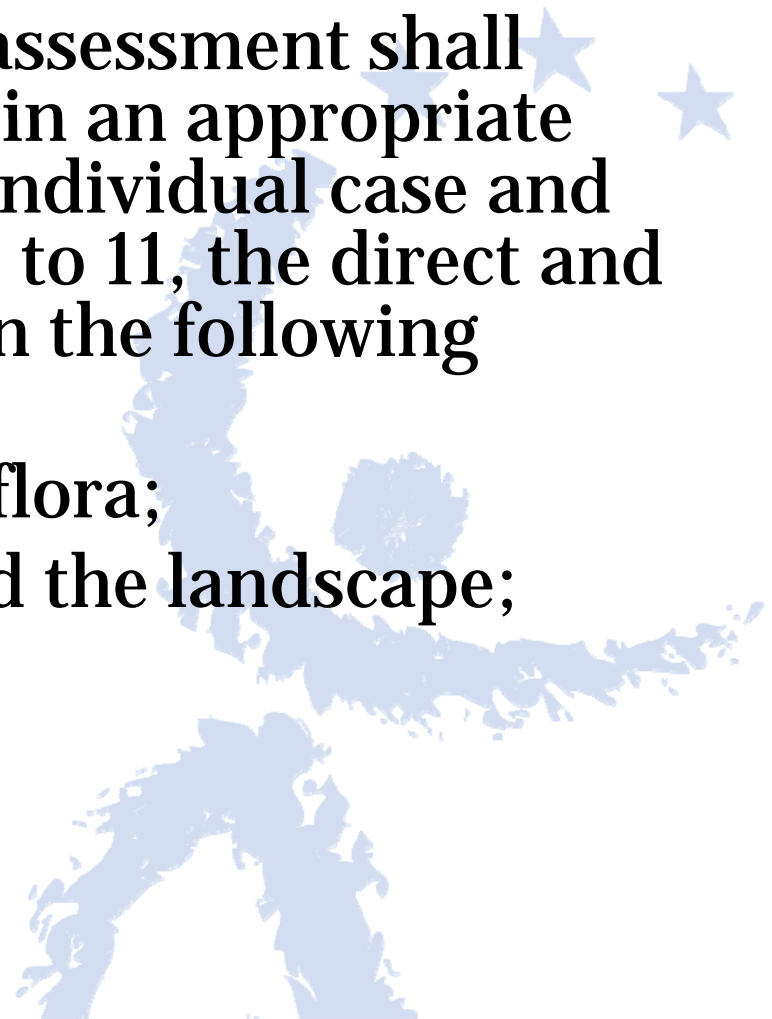 assessment shall
in an appropriate
ndividual case and
to 11, the direct and
n the following
flora;
d the landscape;